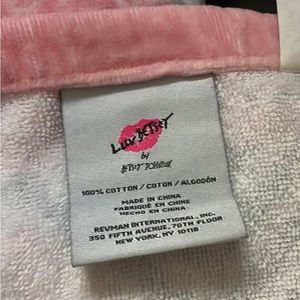 Luv BETSEY
by
BETSEY JOHNSON
100% COTTON / COTON / ALGODÓN
MADE IN CHINA
FABRIQUÉ EN CHINE
HECHO EN CHINA
REVMAN INTERNATIONAL, INC.
350 FIFTH AVENUE, 70TH FLOOR
NEW YORK, NY 10118